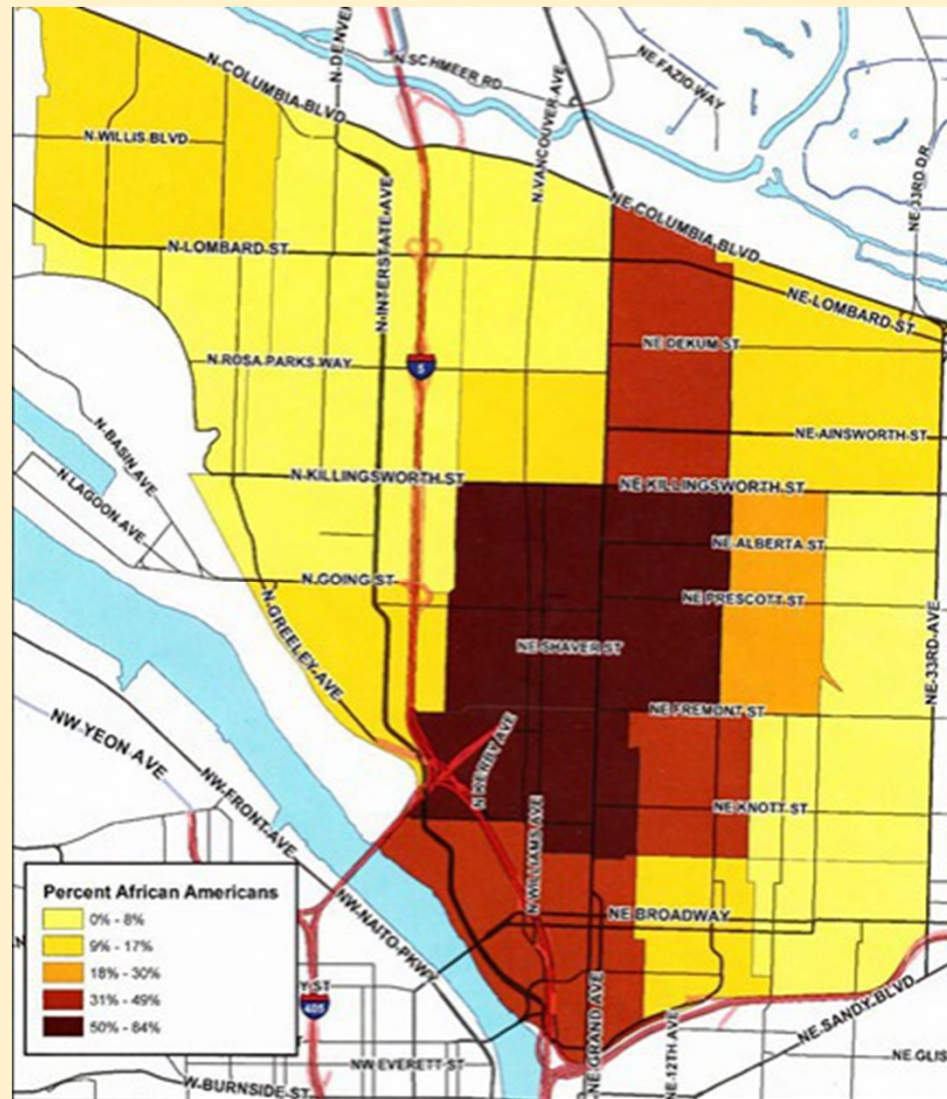 N DENVER
N SCHMEER RD
N COLUMBIA BLVD
NE FAZIO WAY
N VANCOUVER AVE
N WILLIS BLVD
NE 33RD DR
NE COLUMBIA BLVD
N LOMBARD ST
N INTERSTATE AVE
NE LOMBARD ST
NE DEKUM ST
N ROSA PARKS WAY
5
N BASIN AVE
NE AINSWORTH ST
N KILLINGSWORTH ST
NE KILLINGSWORTH ST
N LAGOON AVE
NE ALBERTA ST
N GOING ST
NE PRESCOTT ST
N GREELEY AVE
NE SHAVER ST
NE 33RD AVE
NE FREMONT ST
NW YEON AVE
N KERBY AVE
NW FRONT AVE
NE KNOTT ST
N WILLIAMS AVE
Percent African Americans
0% - 8%
9% - 17%
18% - 30%
31% - 49%
50% - 84%
NE BROADWAY
NW NAITO PKWY
Y ST
405
NE GRAND AVE
NE 12TH AVE
NE SANDY BLVD
NW EVERETT ST
NE GLIS
W BURNSIDE ST